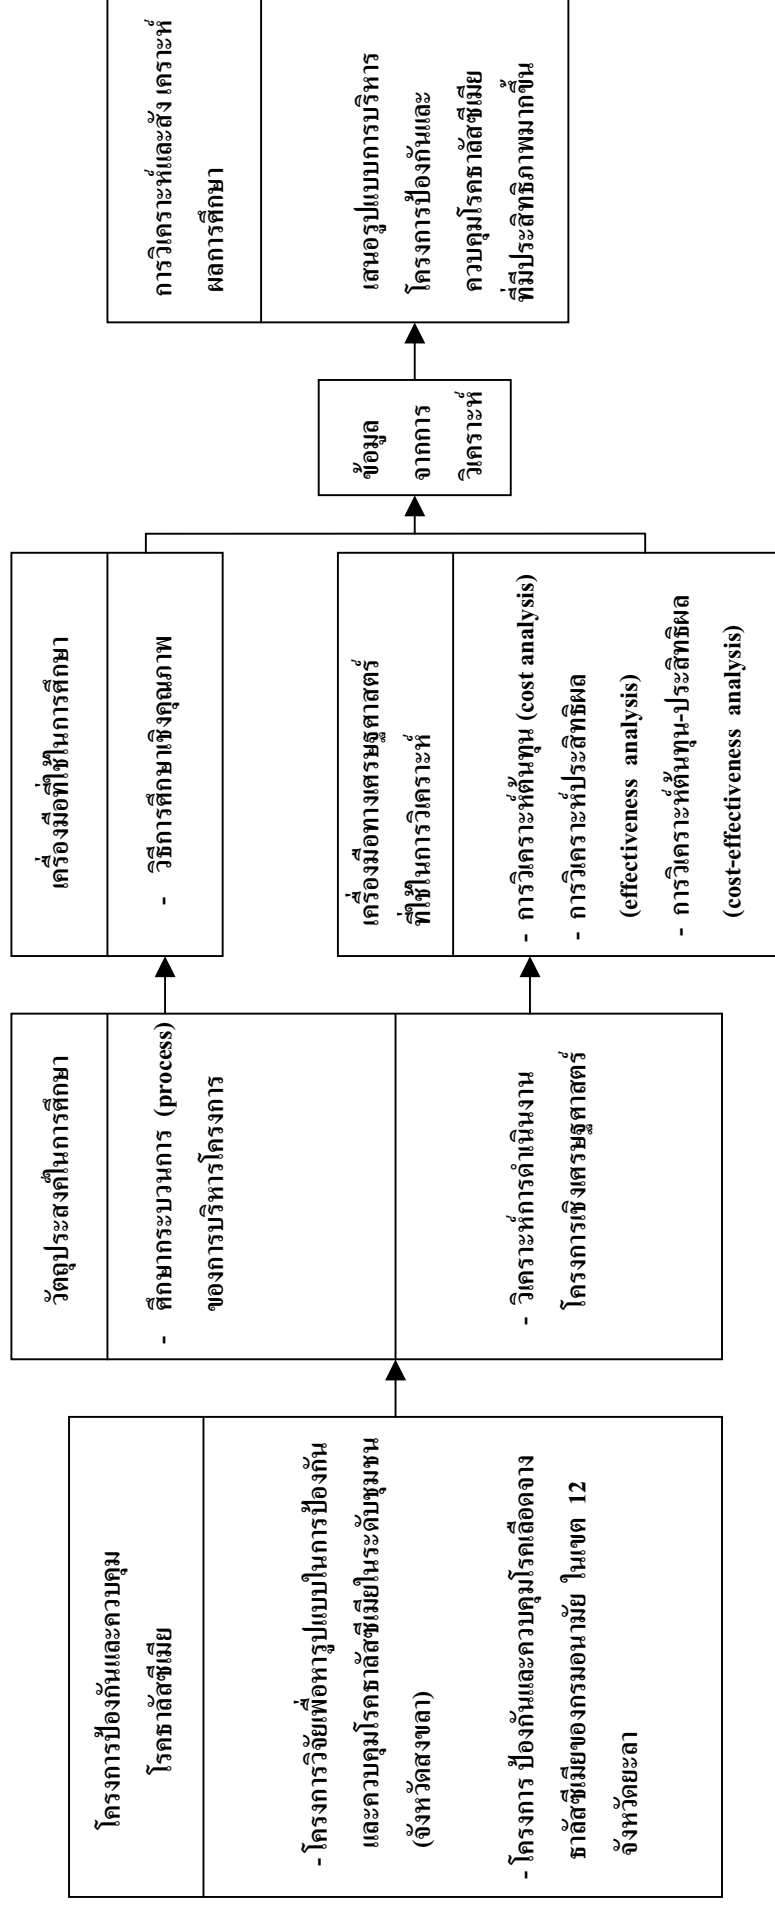 โครงการป้องกันและควบคุม
โรคธาลัสซีเมีย
- โครงการวิจัยเพื่อหารูปแบบในการป้องกัน
และควบคุมโรคธาลัสซีเมียในระดับชุมชน
(จังหวัดสงขลา)
- โครงการ ป้องกันและควบคุมโรคเลือดจาง
ธาลัสซีเมียของกรมอนามัย ในเขต 12
จังหวัดยะลา
วัตถุประสงค์ในการศึกษา
- ศึกษากระบวนการ (process)
ของการบริหารโครงการ
- วิเคราะห์การดำเนินงาน
โครงการเชิงเศรษฐศาสตร์
เครื่องมือที่ใช้ในการศึกษา
- วิธีการศึกษาเชิงคุณภาพ
เครื่องมือทางเศรษฐศาสตร์
ที่ใช้ในการวิเคราะห์
- การวิเคราะห์ต้นทุน (cost analysis)
- การวิเคราะห์ประสิทธิผล
(effectiveness analysis)
- การวิเคราะห์ต้นทุน-ประสิทธิผล
(cost-effectiveness analysis)
ข้อมูล
จากการ
วิเคราะห์
การวิเคราะห์และสัง เคราะห์
ผลการศึกษา
เสนอรูปแบบการบริหาร
โครงการป้องกันและ
ควบคุมโรคธาลัสซีเมีย
ที่มีประสิทธิภาพมากขึ้น